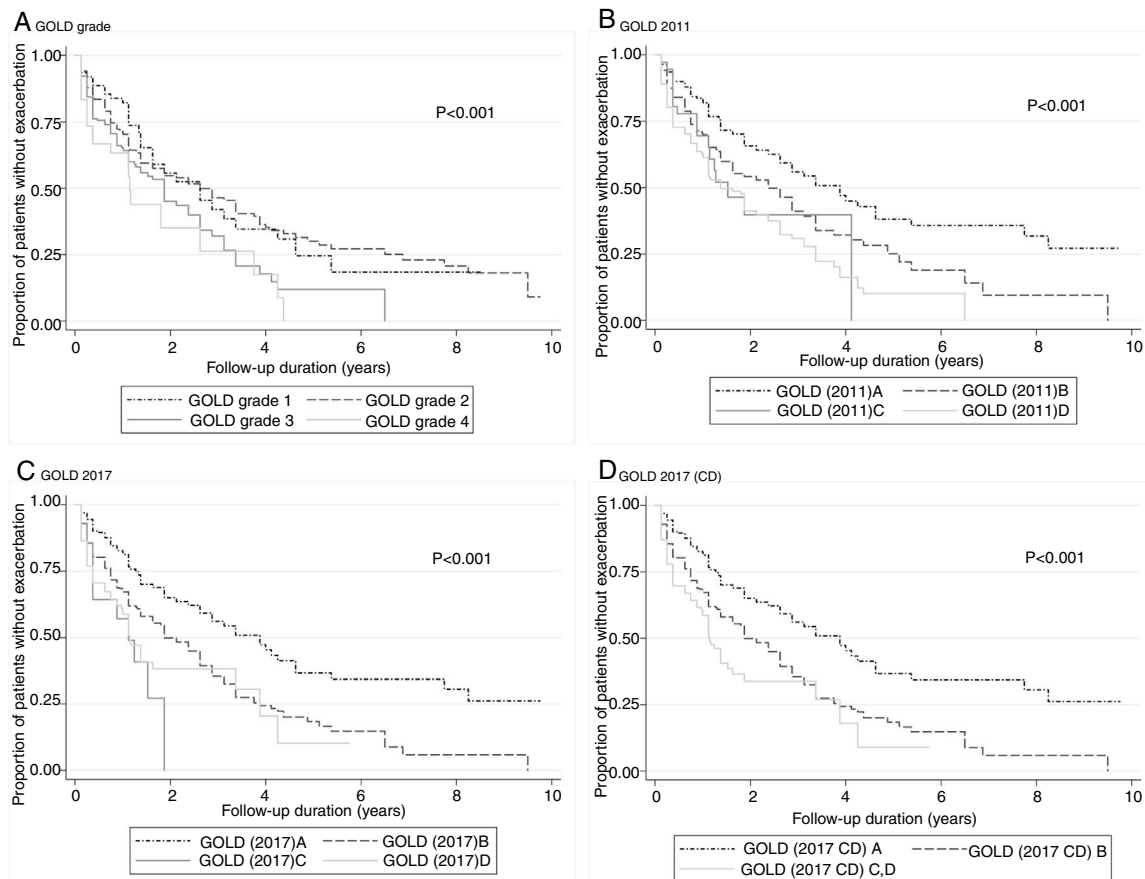 A GOLD grade
Proportion of patients without exacerbation
1.00
0.75
0.50
0.25
0.00
P<0.001
0 2 4 6 8 10
Follow-up duration (years)
GOLD grade 1 GOLD grade 2
GOLD grade 3 GOLD grade 4
B GOLD 2011
Proportion of patients without exacerbation
1.00
0.75
0.50
0.25
0.00
P<0.001
0 2 4 6 8 10
Follow-up duration (years)
GOLD (2011)A GOLD (2011)B
GOLD (2011)C GOLD (2011)D
C GOLD 2017
Proportion of patients without exacerbation
1.00
0.75
0.50
0.25
0.00
P<0.001
0 2 4 6 8 10
Follow-up duration (years)
GOLD (2017)A GOLD (2017)B
GOLD (2017)C GOLD (2017)D
D GOLD 2017 (CD)
Proportion of patients without exacerbation
1.00
0.75
0.50
0.25
0.00
P<0.001
0 2 4 6 8 10
Follow-up duration (years)
GOLD (2017 CD) A GOLD (2017 CD) B
GOLD (2017 CD) C,D